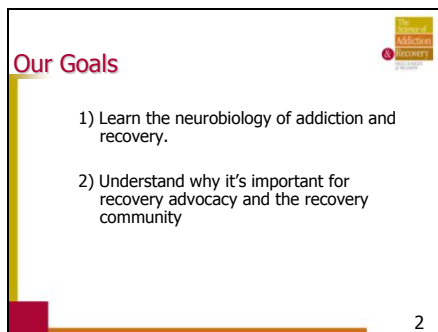 The
Science of
Addiction
& Recovery
Our Goals
1) Learn the neurobiology of addiction and
recovery.
2) Understand why it's important for
recovery advocacy and the recovery
community
2